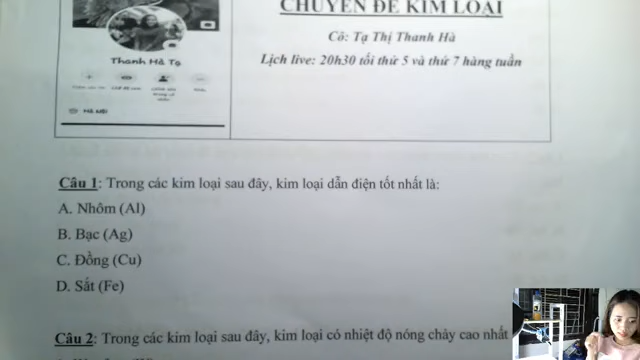 CHUYÊN ĐỀ KIM LOẠI
Cô: Tạ Thị Thanh Hà
Lịch live: 20h30 tối thứ 5 và thứ 7 hàng tuần
Thanh Hà Tạ
Hà Nội
Câu 1: Trong các kim loại sau đây, kim loại dẫn điện tốt nhất là:
A. Nhôm (Al)
B. Bạc (Ag)
C. Đồng (Cu)
D. Sắt (Fe)
Câu 2: Trong các kim loại sau đây, kim loại có nhiệt độ nóng chảy cao nhất